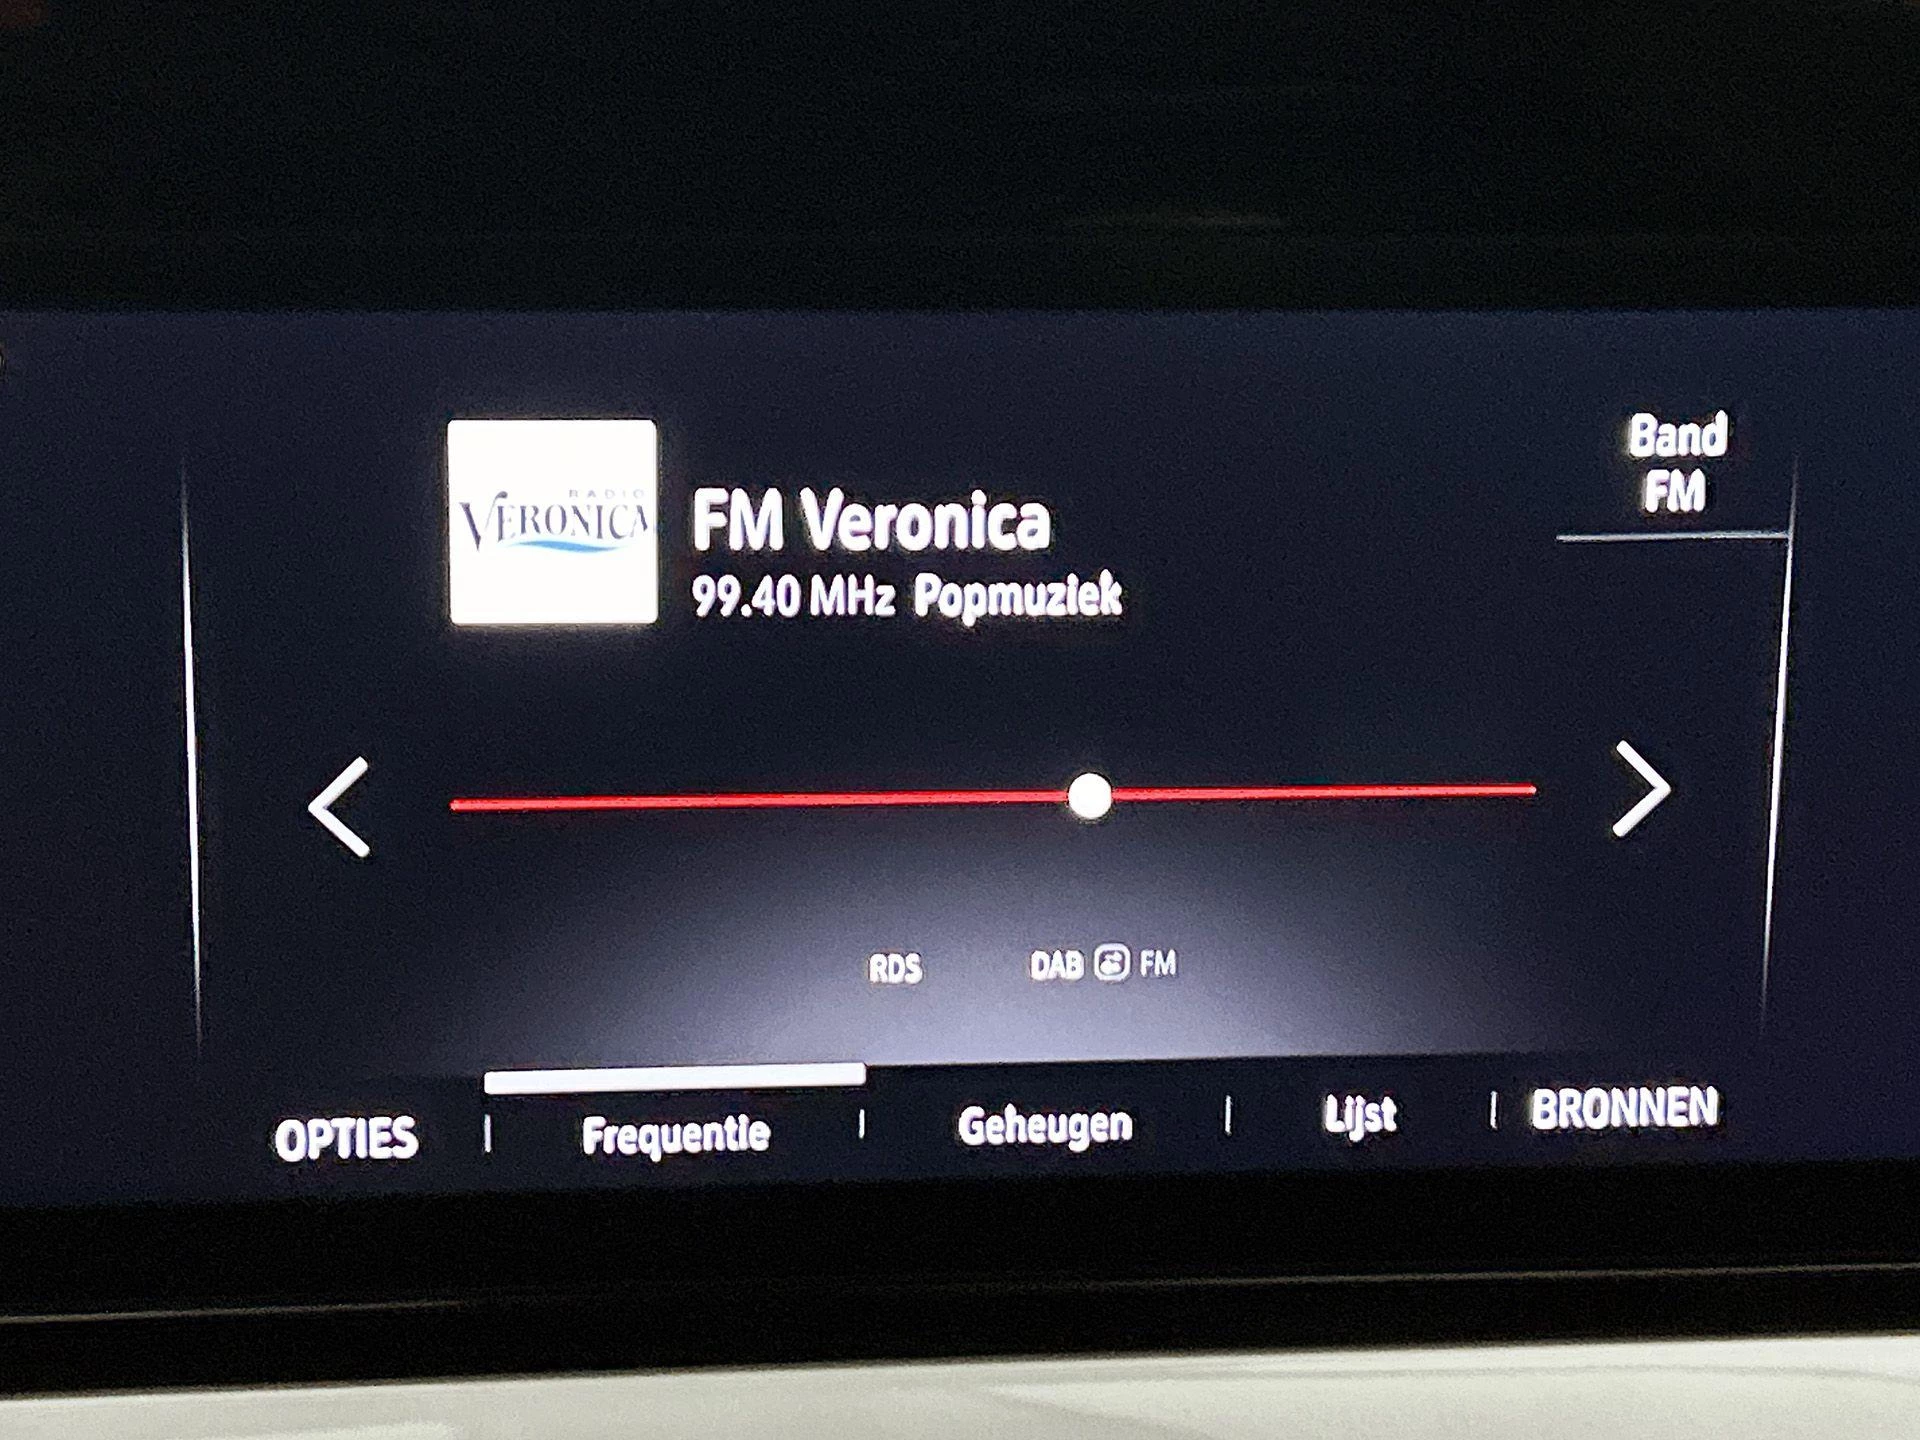 RADIO
VERONICA
FM Veronica
99.40 MHz Popmuziek
Band
FM
RDS
DAB FM
OPTIES Frequentie Geheugen Lijst BRONNEN